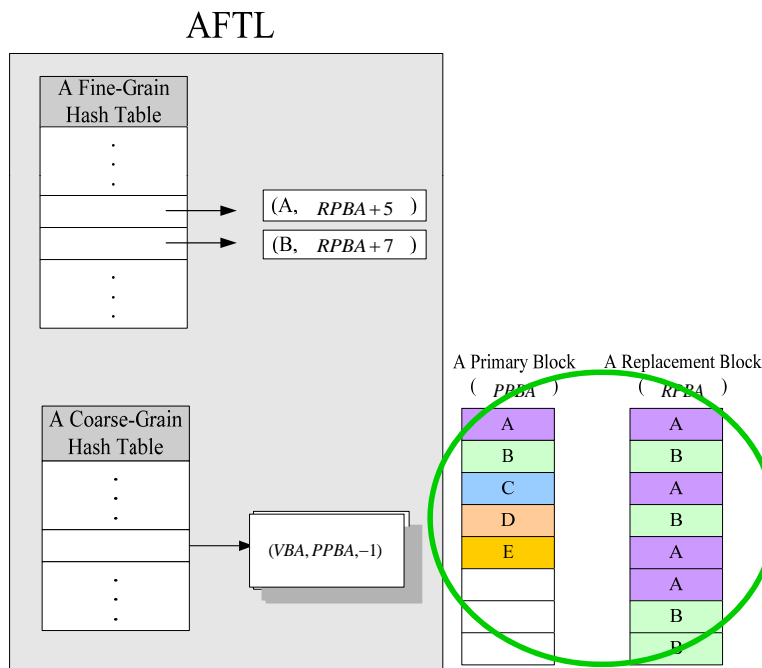 AFTL
A Fine-Grain
Hash Table
(A, RPBA+5 )
(B, RPBA+7 )
A Coarse-Grain
Hash Table
(VBA, PPBA,-1)
A Primary Block
( PPBA )
A
B
C
D
E
A Replacement Block
( RPBA )
A
B
A
B
A
A
B
B